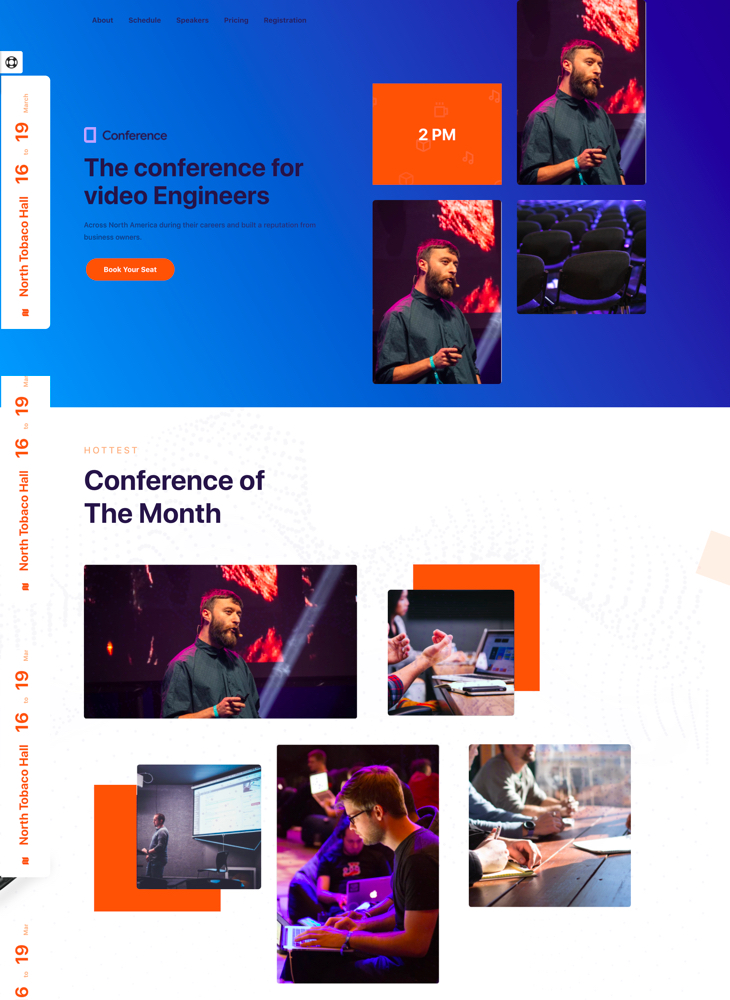 About Schedule Speakers Pricing Registration
Conference
The conference for
video Engineers
Across North America during their careers and built a reputation from
business owners.
Book Your Seat
2 PM
North Tobaco Hall 16 to 19 March
North Tobaco Hall 16 to 19 Mar
HOTTEST
Conference of
The Month
North Tobaco Hall 16 to 19 Mar
6 to 19 Mar